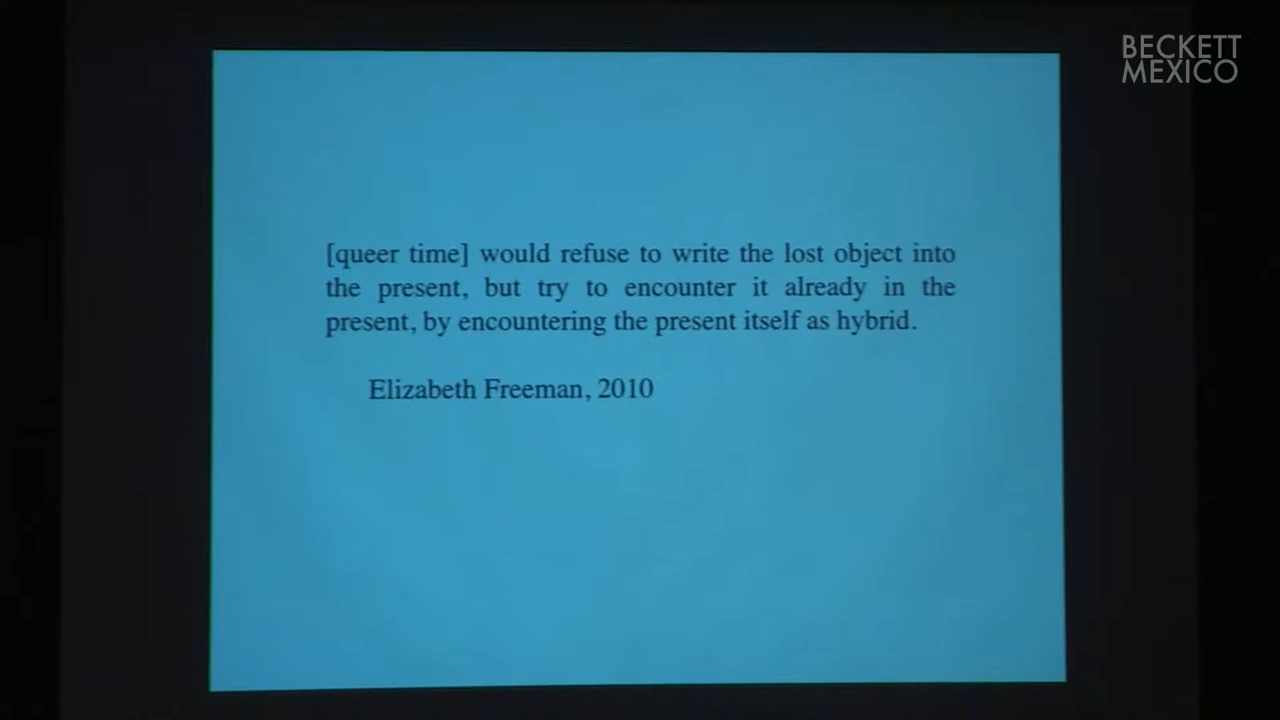 BECKETT
MEXICO
[queer time] would refuse to write the lost object into
the present, but try to encounter it already in the
present, by encountering the present itself as hybrid.
Elizabeth Freeman, 2010